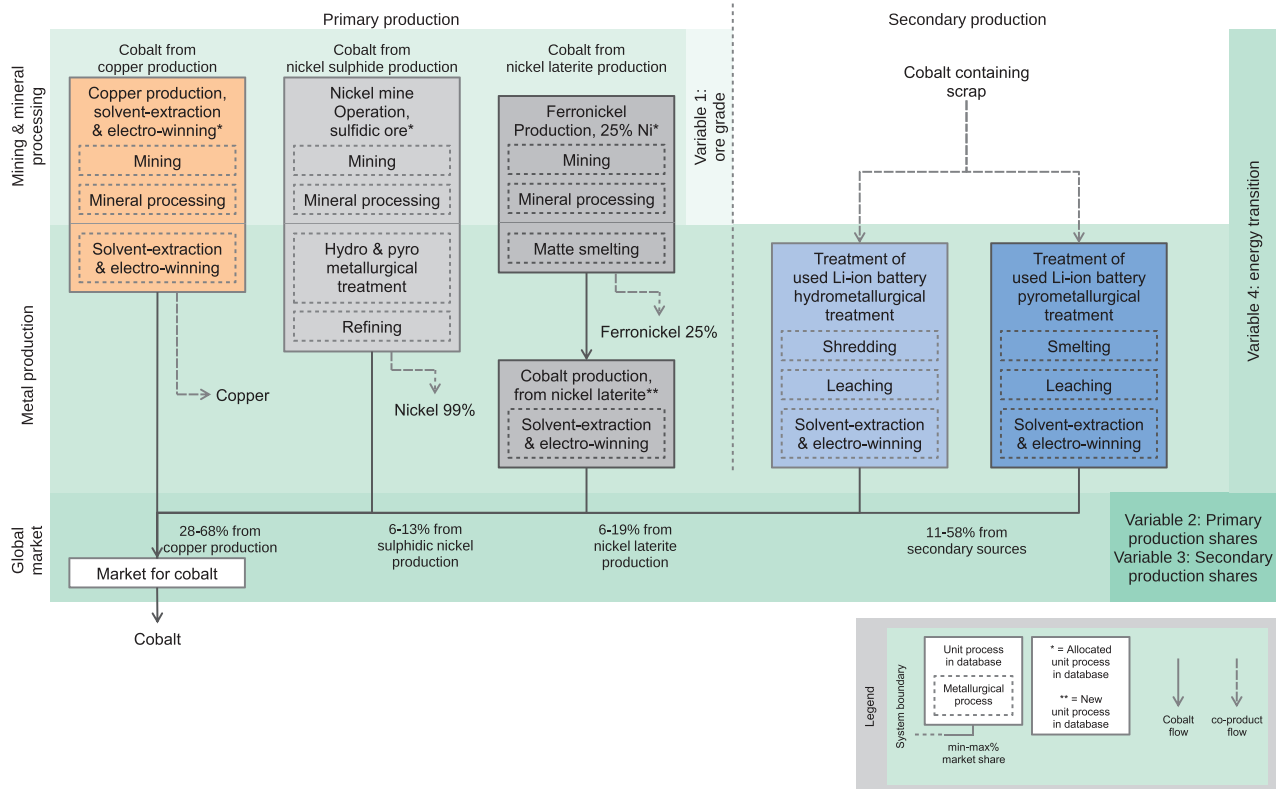 Primary production
Secondary production
Mining & mineral
processing
Metal production
Global
market
Cobalt from
copper production
Copper production,
solvent-extraction
& electro-winning*
Mining
Mineral processing
Solvent-extraction
& electro-winning
Copper
Cobalt from
nickel sulphide production
Nickel mine
Operation,
sulfidic ore*
Mining
Mineral processing
Hydro & pyro
metallurgical
treatment
Refining
Nickel 99%
Cobalt from
nickel laterite production
Ferronickel
Production, 25% Ni*
Mining
Mineral processing
Matte smelting
Ferronickel 25%
Cobalt production,
from nickel laterite**
Solvent-extraction
& electro-winning
Variable 1:
ore grade
Cobalt containing
scrap
Treatment of
used Li-ion battery
hydrometallurgical
treatment
Shredding
Leaching
Solvent-extraction
& electro-winning
Treatment of
used Li-ion battery
pyrometallurgical
treatment
Smelting
Leaching
Solvent-extraction
& electro-winning
Variable 4: energy transition
28-68% from
copper production
6-13% from
sulphidic nickel
production
6-19% from
nickel laterite
production
11-58% from
secondary sources
Variable 2: Primary
production shares
Variable 3: Secondary
production shares
Market for cobalt
Cobalt
Legend
System boundary
Unit process
in database
Metallurgical
process
min-max%
market share
* = Allocated
unit process
in database
** = New
unit process
in database
Cobalt
flow
co-product
flow